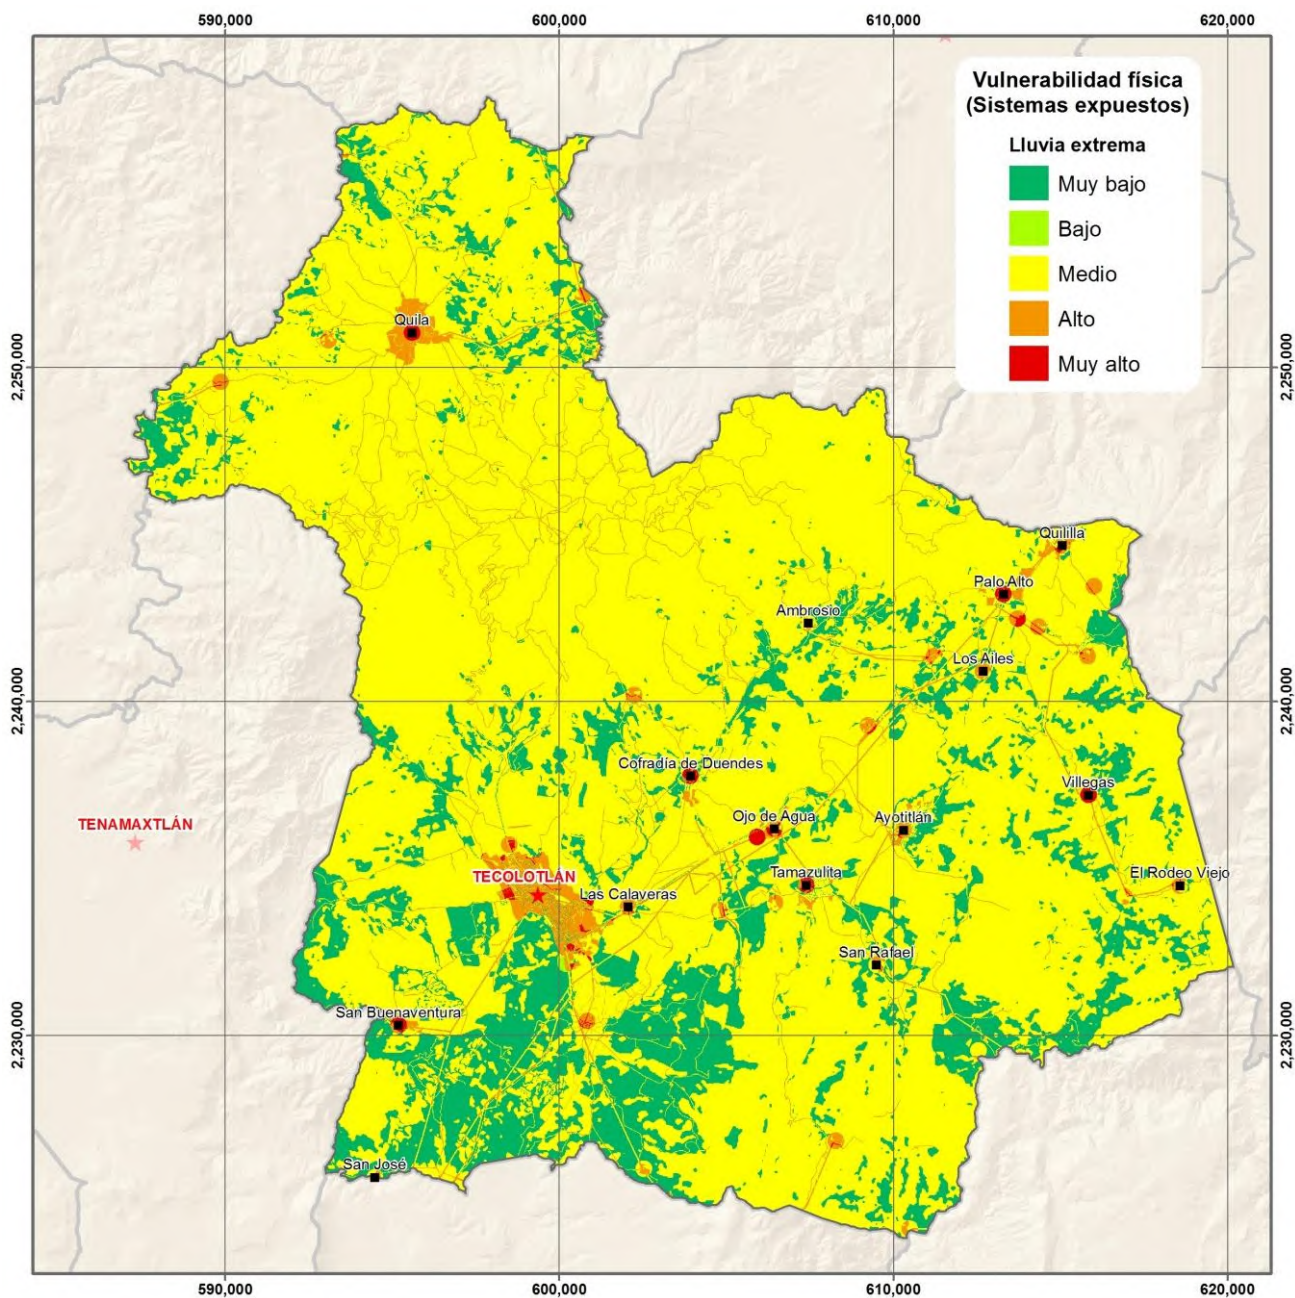 590,000
600,000
610,000
620,000
Vulnerabilidad física
(Sistemas expuestos)
Lluvia extrema
Muy bajo
Bajo
Medio
Alto
Muy alto
Quila
2,250,000
2,250,000
Quililla
Palo Alto
Ambrosio
Los Ailes
2,240,000
2,240,000
Cofradía de Duendes
Villegas
Ojo de Agua
Ayotitlán
TENAMAXTLÁN
TECOLOTLÁN
Tamazulita
El Rodeo Viejo
Las Calaveras
San Rafael
San Buenaventura
2,230,000
2,230,000
San José
590,000
600,000
610,000
620,000